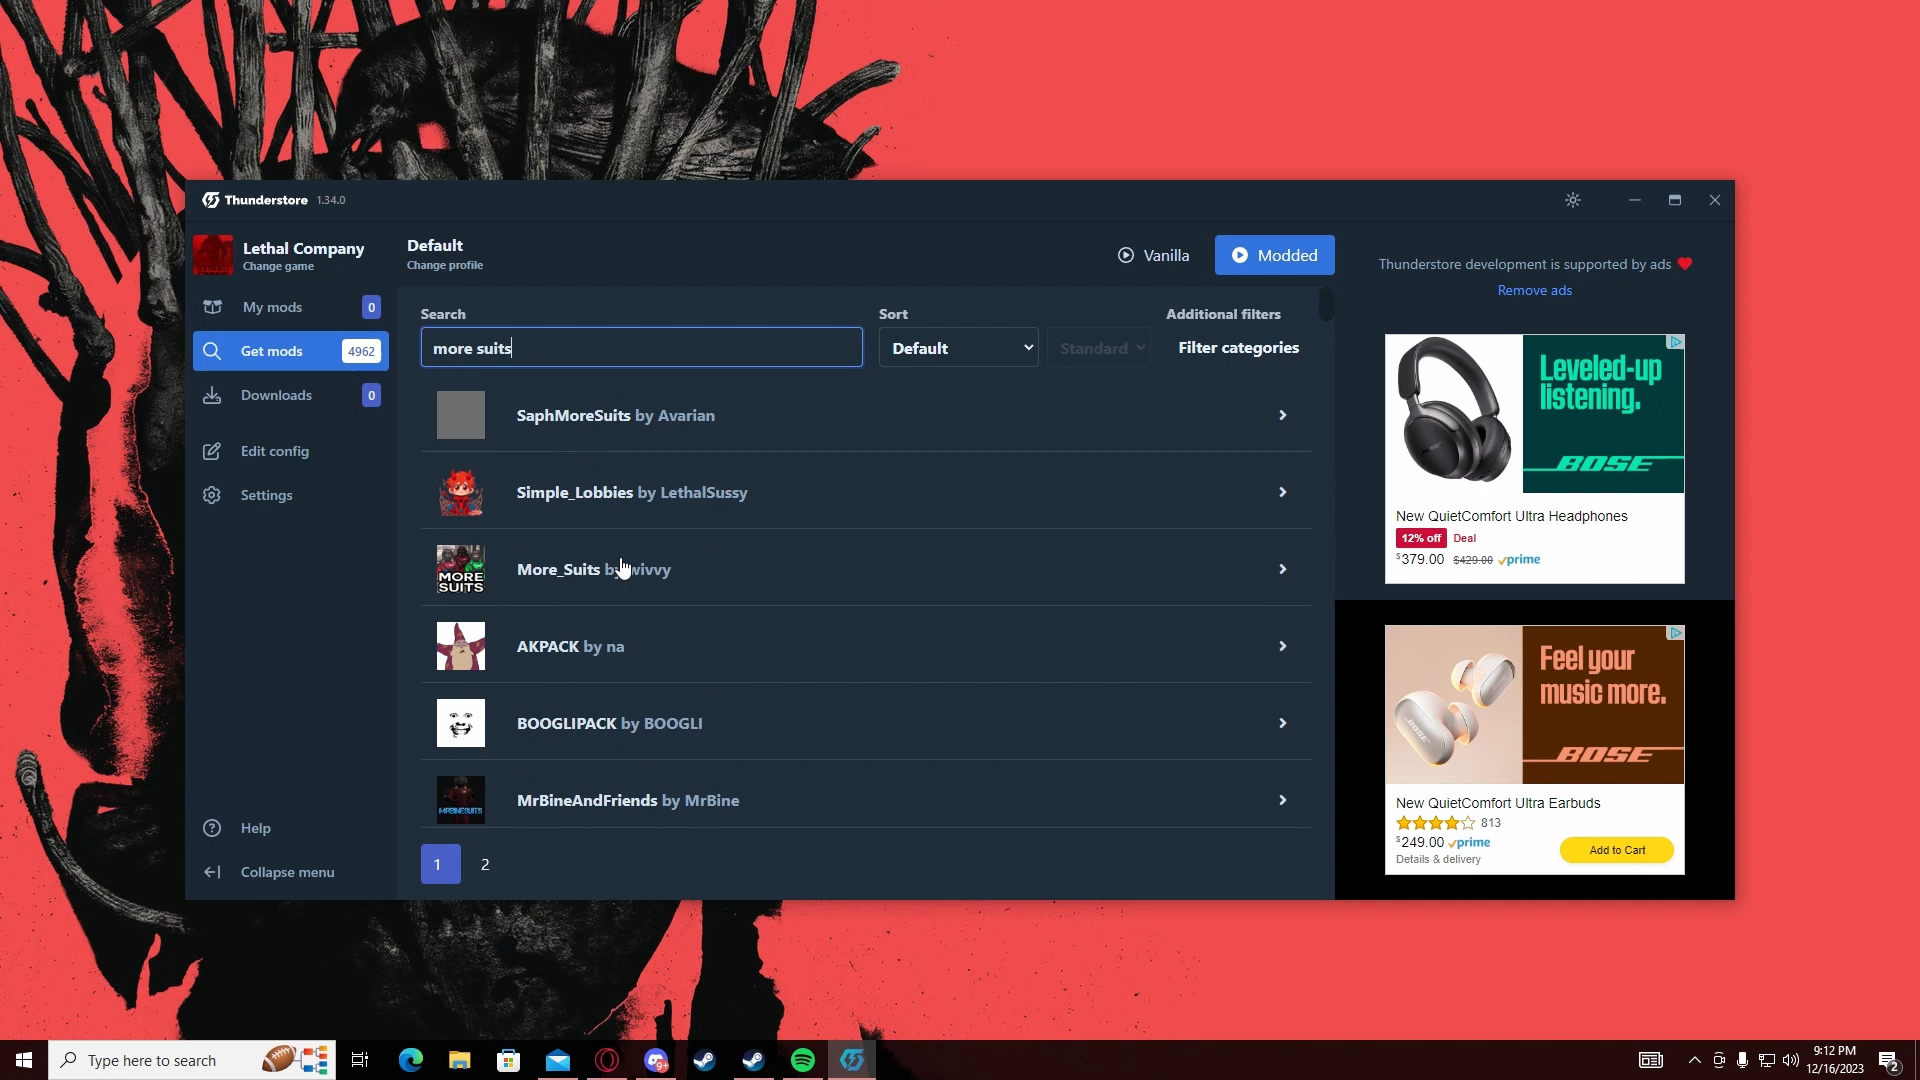 Thunderstore 1.34.0
Lethal Company
Change game
Default
Change profile
Vanilla
Modded
My mods 0
Get mods 4962
Downloads 0
Edit config
Settings
Help
Collapse menu
Search
more suits
Sort
Default
Standard
Additional filters
Filter categories
SaphMoreSuits by Avarian
Simple_Lobbies by LethalSussy
MORE
SUITS
More_Suits by wivvy
AKPACK by na
BOOGLIPACK by BOOGLI
MRBINESUITS
MrBineAndFriends by MrBine
1 2
Thunderstore development is supported by ads
Remove ads
Leveled-up
listening.
BOSE
New QuietComfort Ultra Headphones
12% off Deal
$379.00 $429.00 prime
Feel your
music more.
BOSE
New QuietComfort Ultra Earbuds
813
$249.00 prime
Details & delivery
Add to Cart
Type here to search
9+
9:12 PM
12/16/2023
2